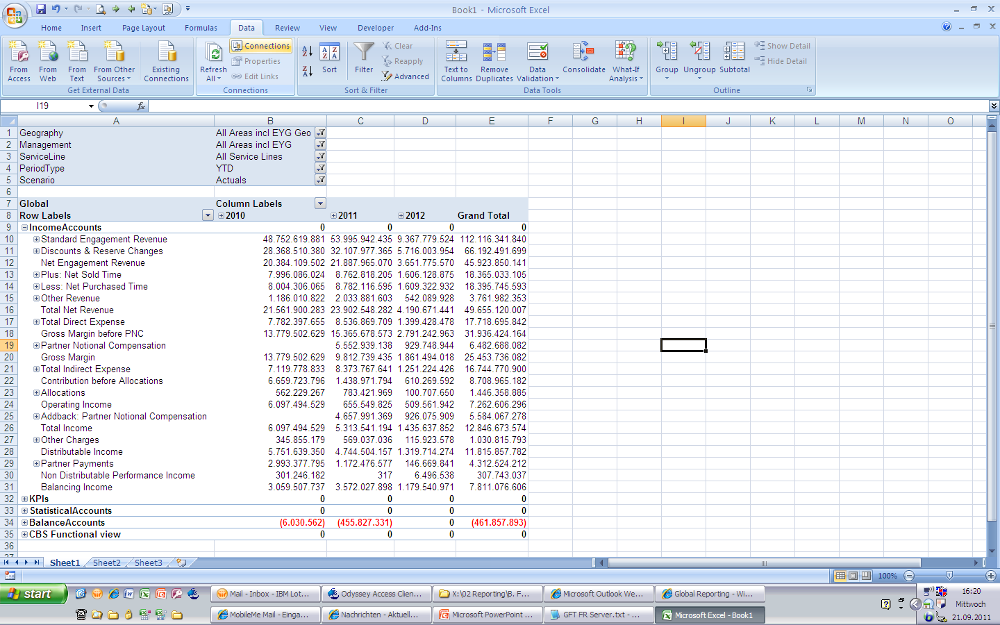 Book1 - Microsoft Excel
Home Insert Page Layout Formulas Data Review View Developer Add-Ins
From Access From Web From Text From Other Sources Existing Connections Refresh All Connections Properties Edit Links Sort Filter Clear Reapply Advanced Text to Columns Remove Duplicates Data Validation Consolidate What-If Analysis Group Ungroup Subtotal Show Detail Hide Detail
Get External Data Connections Sort & Filter Data Tools Outline
I19 fx
A B C D E F G H I J K L M N O
1 Geography All Areas incl EYG Geo
2 Management All Areas incl EYG
3 ServiceLine All Service Lines
4 PeriodType YTD
5 Scenario Actuals
6
7 Global Column Labels
8 Row Labels 2010 2011 2012 Grand Total
9 IncomeAccounts 0 0 0 0
10 Standard Engagement Revenue 48.752.619.881 53.995.942.435 9.367.779.524 112.116.341.840
11 Discounts & Reserve Changes 28.368.510.380 32.107.977.365 5.716.003.954 66.192.491.699
12 Net Engagement Revenue 20.384.109.502 21.887.965.070 3.651.775.570 45.923.850.141
13 Plus: Net Sold Time 7.996.086.024 8.762.818.205 1.606.128.875 18.365.033.105
14 Less: Net Purchased Time 8.004.306.065 8.782.116.595 1.609.322.932 18.395.745.593
15 Other Revenue 1.186.010.822 2.033.881.603 542.089.928 3.761.982.353
16 Total Net Revenue 21.561.900.283 23.902.548.282 4.190.671.441 49.655.120.007
17 Total Direct Expense 7.782.397.655 8.536.869.709 1.399.428.478 17.718.695.842
18 Gross Margin before PNC 13.779.502.629 15.365.678.573 2.791.242.963 31.936.424.164
19 Partner Notional Compensation 5.552.939.138 929.748.944 6.482.688.082
20 Gross Margin 13.779.502.629 9.812.739.435 1.861.494.018 25.453.736.082
21 Total Indirect Expense 7.119.778.833 8.373.767.641 1.251.224.426 16.744.770.900
22 Contribution before Allocations 6.659.723.796 1.438.971.794 610.269.592 8.708.965.182
23 Allocations 562.229.267 783.421.969 100.707.650 1.446.358.885
24 Operating Income 6.097.494.529 655.549.825 509.561.942 7.262.606.296
25 Addback: Partner Notional Compensation 4.657.991.369 926.075.909 5.584.067.278
26 Total Income 6.097.494.529 5.313.541.194 1.435.637.852 12.846.673.574
27 Other Charges 345.855.179 569.037.036 115.923.578 1.030.815.793
28 Distributable Income 5.751.639.350 4.744.504.157 1.319.714.274 11.815.857.782
29 Partner Payments 2.993.377.795 1.172.476.577 146.669.841 4.312.524.212
30 Non Distributable Performance Income 301.246.182 317 6.496.538 307.743.037
31 Balancing Income 3.059.507.737 3.572.027.898 1.179.540.971 7.811.076.606
32 KPIs 0 0 0 0
33 StatisticalAccounts 0 0 0 0
34 BalanceAccounts (6.030.562) (455.827.331) 0 (461.857.893)
35 CBS Functional view 0 0 0 0
36
Sheet1 Sheet2 Sheet3
100%
start Mail - Inbox - IBM Lot... Odyssey Access Clien... X:\02 Reporting\B. F... Microsoft Outlook We... Global Reporting - Wi... 16:20
Mittwoch
MobileMe Mail - Einga... Nachrichten - Aktuell... Microsoft PowerPoint ... GFT FR Server.txt - ... Microsoft Excel - Book1 21.09.2011